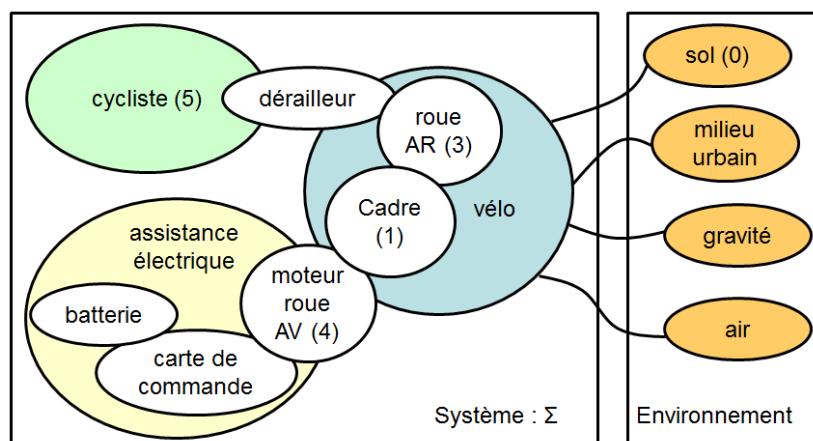 cycliste (5)
dérailleur
roue
AR (3)
Cadre
(1)
vélo
assistance
électrique
moteur
roue
AV (4)
batterie
carte de
commande
Système : Σ
sol (0)
milieu
urbain
gravité
air
Environnement